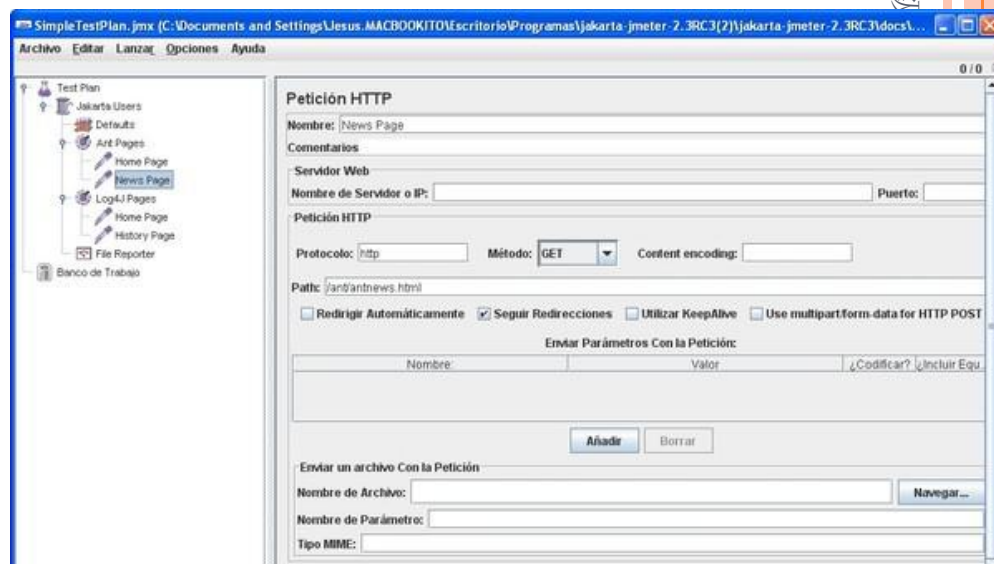 SimpleTestPlan.jmx (C:\Documents and Settings\Jesus.MACBOOKITO\Escritorio\Programas\jakarta-jmeter-2.3RC3(2)\jakarta-jmeter-2.3RC3\docs\...
Archivo Editar Lanzar Opciones Ayuda
0 / 0
Test Plan
Jakarta Users
Defaults
Ant Pages
Home Page
News Page
Log4J Pages
Home Page
History Page
File Reporter
Banco de Trabajo
Petición HTTP
Nombre: News Page
Comentarios
Servidor Web
Nombre de Servidor o IP: Puerto:
Petición HTTP
Protocolo: http Método: GET Content encoding:
Path: /ant/antnews.html
Redirigir Automáticamente Seguir Redirecciones Utilizar KeepAlive Use multipart/form-data for HTTP POST
Enviar Parámetros Con la Petición:
Nombre: Valor ¿Codificar? ¿Incluir Equ...
Añadir Borrar
Enviar un archivo Con la Petición
Nombre de Archivo: Navegar...
Nombre de Parámetro:
Tipo MIME: